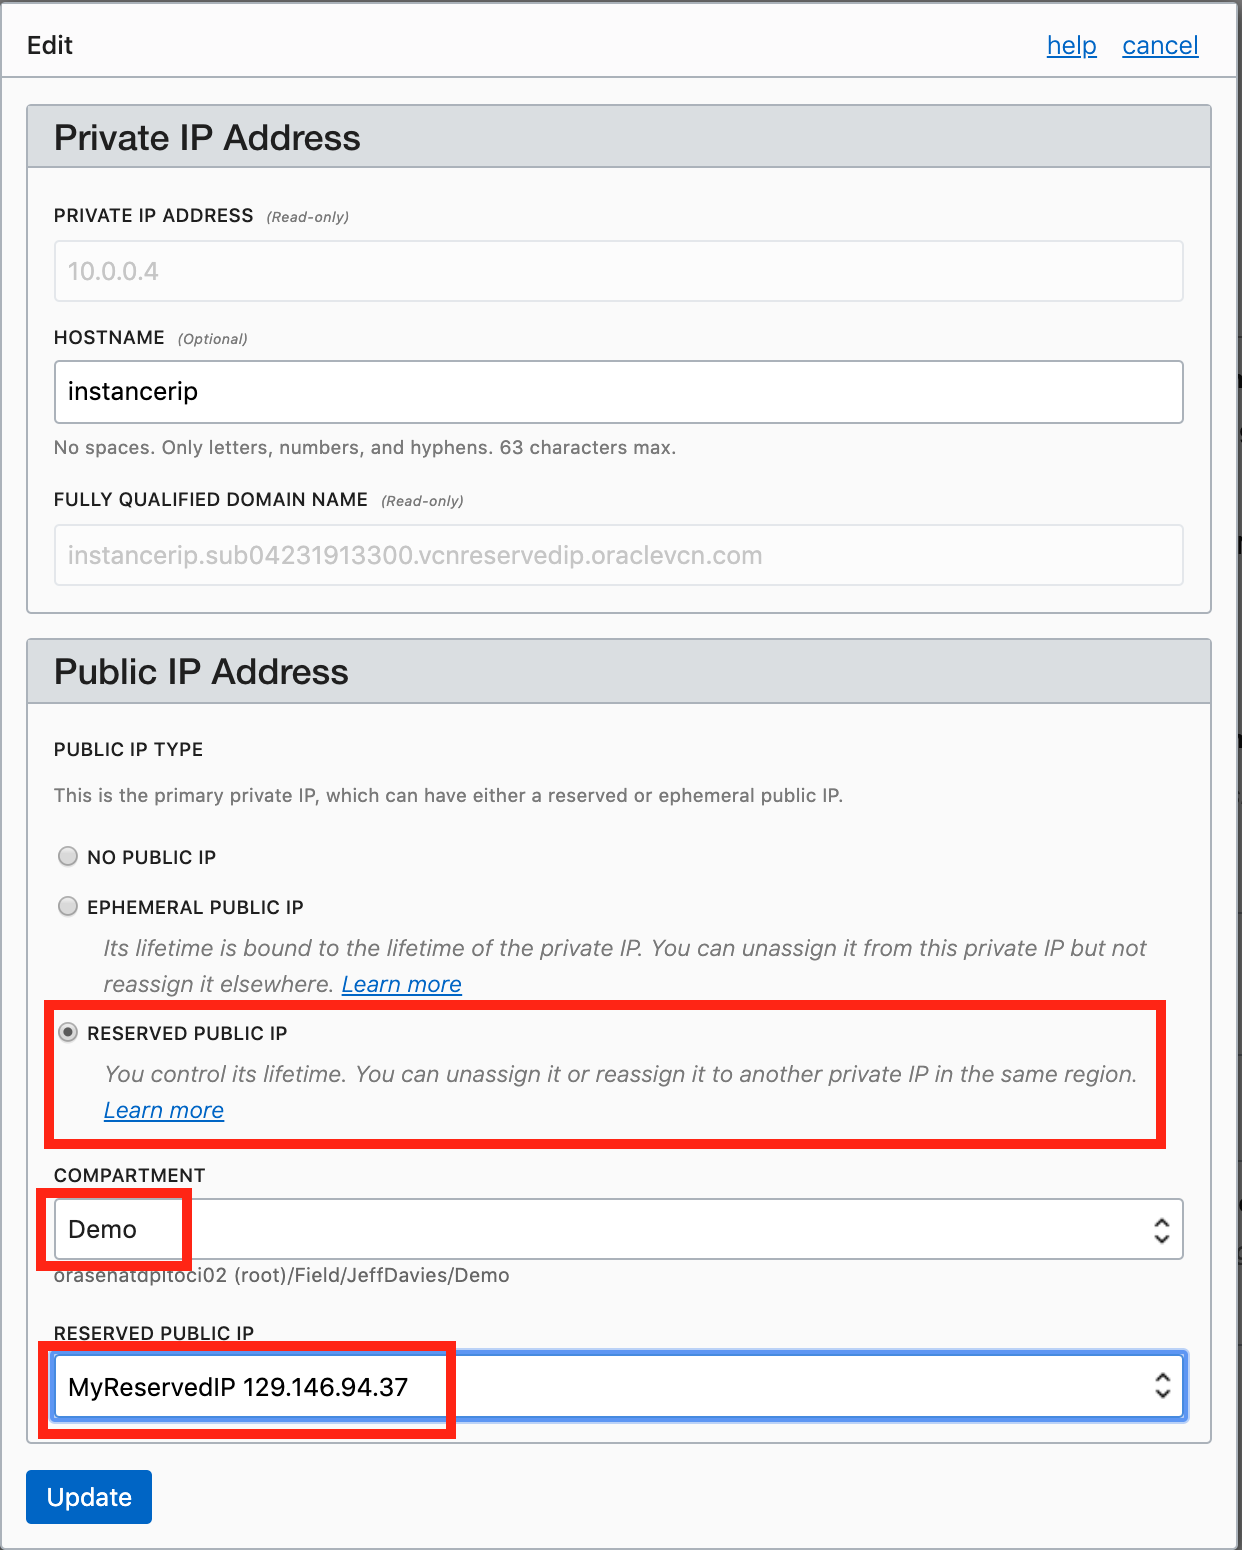 Edit
help cancel
Private IP Address
PRIVATE IP ADDRESS (Read-only)
10.0.0.4
HOSTNAME (Optional)
instancerip
No spaces. Only letters, numbers, and hyphens. 63 characters max.
FULLY QUALIFIED DOMAIN NAME (Read-only)
instancerip.sub04231913300.vcnreservedip.oraclevcn.com
Public IP Address
PUBLIC IP TYPE
This is the primary private IP, which can have either a reserved or ephemeral public IP.
NO PUBLIC IP
EPHEMERAL PUBLIC IP
Its lifetime is bound to the lifetime of the private IP. You can unassign it from this private IP but not
reassign it elsewhere. Learn more
RESERVED PUBLIC IP
You control its lifetime. You can unassign it or reassign it to another private IP in the same region.
Learn more
COMPARTMENT
Demo
orasenatdpltoci02 (root)/Field/JeffDavies/Demo
RESERVED PUBLIC IP
MyReservedIP 129.146.94.37
Update